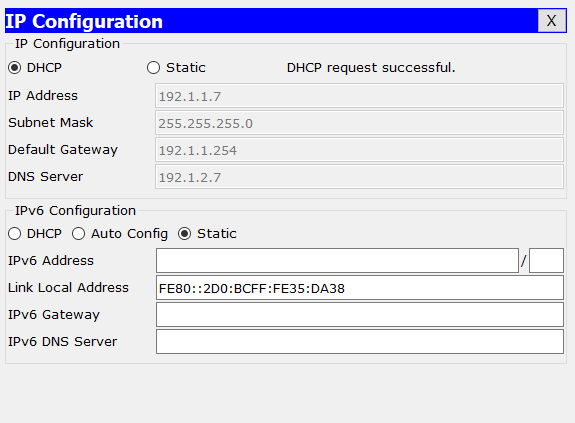 IP Configuration X
IP Configuration
DHCP Static DHCP request successful.
IP Address 192.1.1.7
Subnet Mask 255.255.255.0
Default Gateway 192.1.1.254
DNS Server 192.1.2.7
IPv6 Configuration
DHCP Auto Config Static
IPv6 Address /
Link Local Address FE80::2D0:BCFF:FE35:DA38
IPv6 Gateway
IPv6 DNS Server